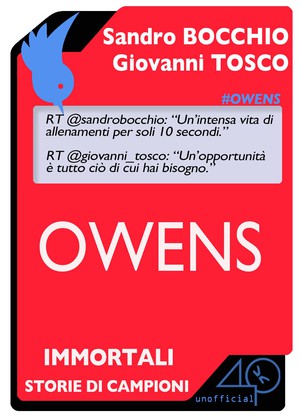 Sandro BOCCHIO
Giovanni TOSCO
#OWENS
RT @sandrobocchio: “Un’intensa vita di
allenamenti per soli 10 secondi.”
RT @giovanni_tosco: “Un’opportunità
è tutto ciò di cui hai bisogno.”
OWENS
IMMORTALI
STORIE DI CAMPIONI
40K
unofficial